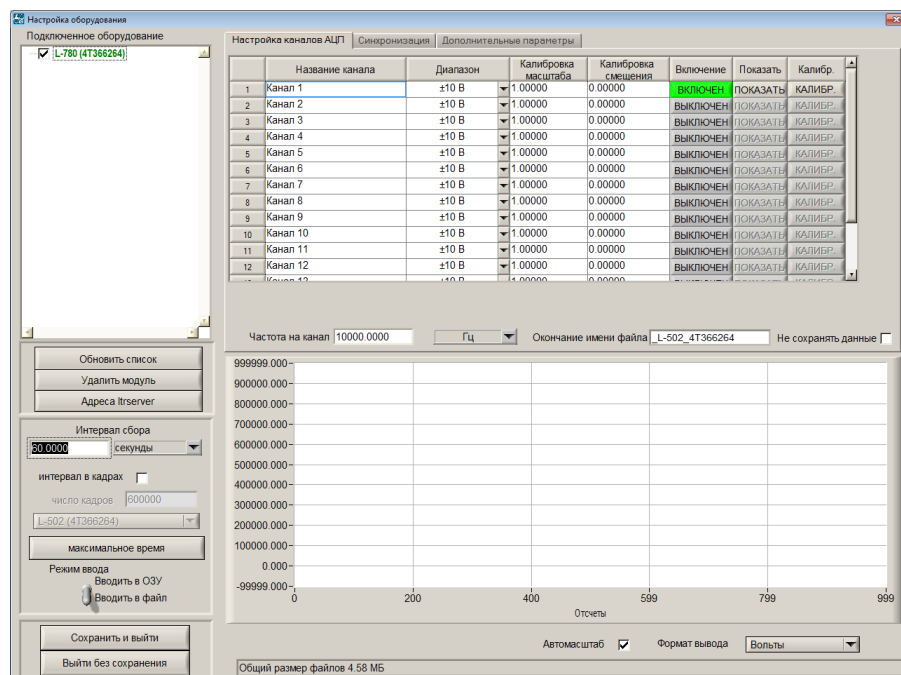 Настройка оборудования
Подключенное оборудование
L-780 (4T366264)
Настройка каналов АЦП Синхронизация Дополнительные параметры
Название канала Диапазон Калибровка масштаба Калибровка смещения Включение Показать Калибр.
1 Канал 1 ±10 В 1.00000 0.00000 ВКЛЮЧЕН ПОКАЗАТЬ КАЛИБР.
2 Канал 2 ±10 В 1.00000 0.00000 ВЫКЛЮЧЕН ПОКАЗАТЬ КАЛИБР.
3 Канал 3 ±10 В 1.00000 0.00000 ВЫКЛЮЧЕН ПОКАЗАТЬ КАЛИБР.
4 Канал 4 ±10 В 1.00000 0.00000 ВЫКЛЮЧЕН ПОКАЗАТЬ КАЛИБР.
5 Канал 5 ±10 В 1.00000 0.00000 ВЫКЛЮЧЕН ПОКАЗАТЬ КАЛИБР.
6 Канал 6 ±10 В 1.00000 0.00000 ВЫКЛЮЧЕН ПОКАЗАТЬ КАЛИБР.
7 Канал 7 ±10 В 1.00000 0.00000 ВЫКЛЮЧЕН ПОКАЗАТЬ КАЛИБР.
8 Канал 8 ±10 В 1.00000 0.00000 ВЫКЛЮЧЕН ПОКАЗАТЬ КАЛИБР.
9 Канал 9 ±10 В 1.00000 0.00000 ВЫКЛЮЧЕН ПОКАЗАТЬ КАЛИБР.
10 Канал 10 ±10 В 1.00000 0.00000 ВЫКЛЮЧЕН ПОКАЗАТЬ КАЛИБР.
11 Канал 11 ±10 В 1.00000 0.00000 ВЫКЛЮЧЕН ПОКАЗАТЬ КАЛИБР.
12 Канал 12 ±10 В 1.00000 0.00000 ВЫКЛЮЧЕН ПОКАЗАТЬ КАЛИБР.
Частота на канал 10000.0000 Гц Окончание имени файла _L-502_4T366264 Не сохранять данные
Обновить список
Удалить модуль
Адреса ltrserver
Интервал сбора
60.0000 секунды
интервал в кадрах
число кадров 600000
L-502 (4T366264)
максимальное время
Режим ввода
Вводить в ОЗУ
Вводить в файл
Сохранить и выйти
Выйти без сохранения
999999.000
900000.000
800000.000
700000.000
600000.000
500000.000
400000.000
300000.000
200000.000
100000.000
0.000
-99999.000
0 200 400 599 799 999
Отсчеты
Автомасштаб Формат вывода Вольты
Общий размер файлов 4.58 МБ